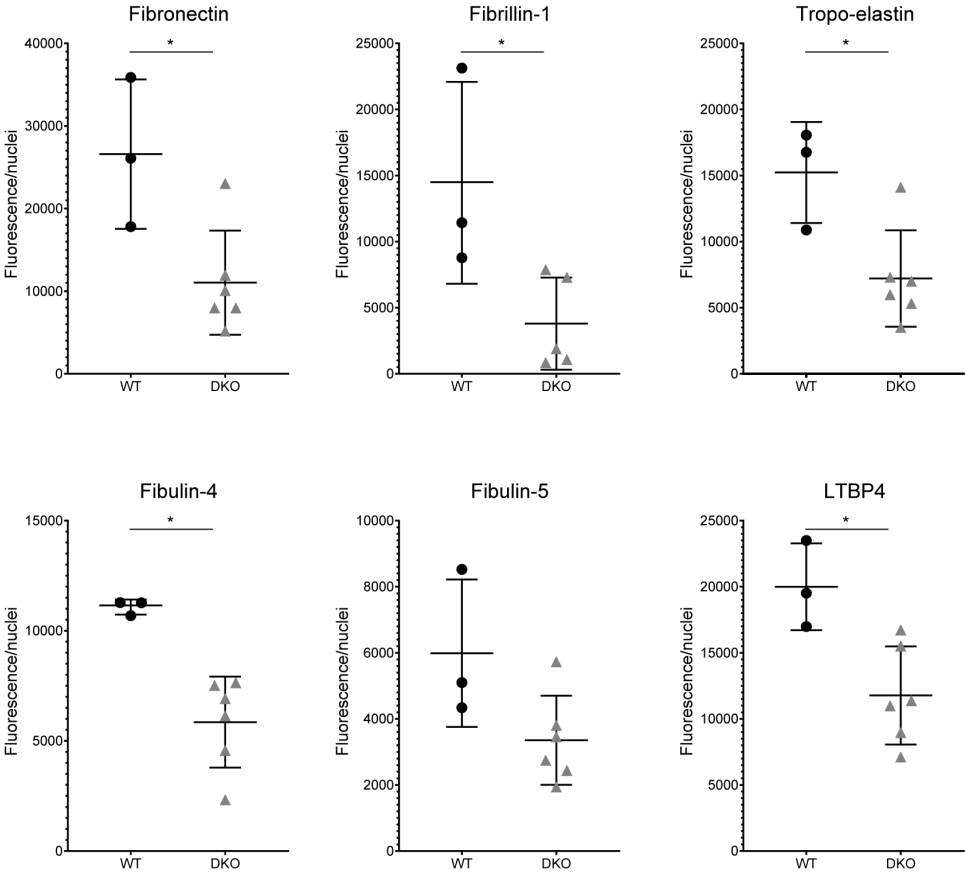 Fibronectin
*
Fluorescence/nuclei
40000
30000
20000
10000
0
WT
DKO
Fibrillin-1
*
Fluorescence/nuclei
25000
20000
15000
10000
5000
0
WT
DKO
Tropo-elastin
*
Fluorescence/nuclei
25000
20000
15000
10000
5000
0
WT
DKO
Fibulin-4
*
Fluorescence/nuclei
15000
10000
5000
0
WT
DKO
Fibulin-5
Fluorescence/nuclei
10000
8000
6000
4000
2000
0
WT
DKO
LTBP4
*
Fluorescence/nuclei
25000
20000
15000
10000
5000
0
WT
DKO